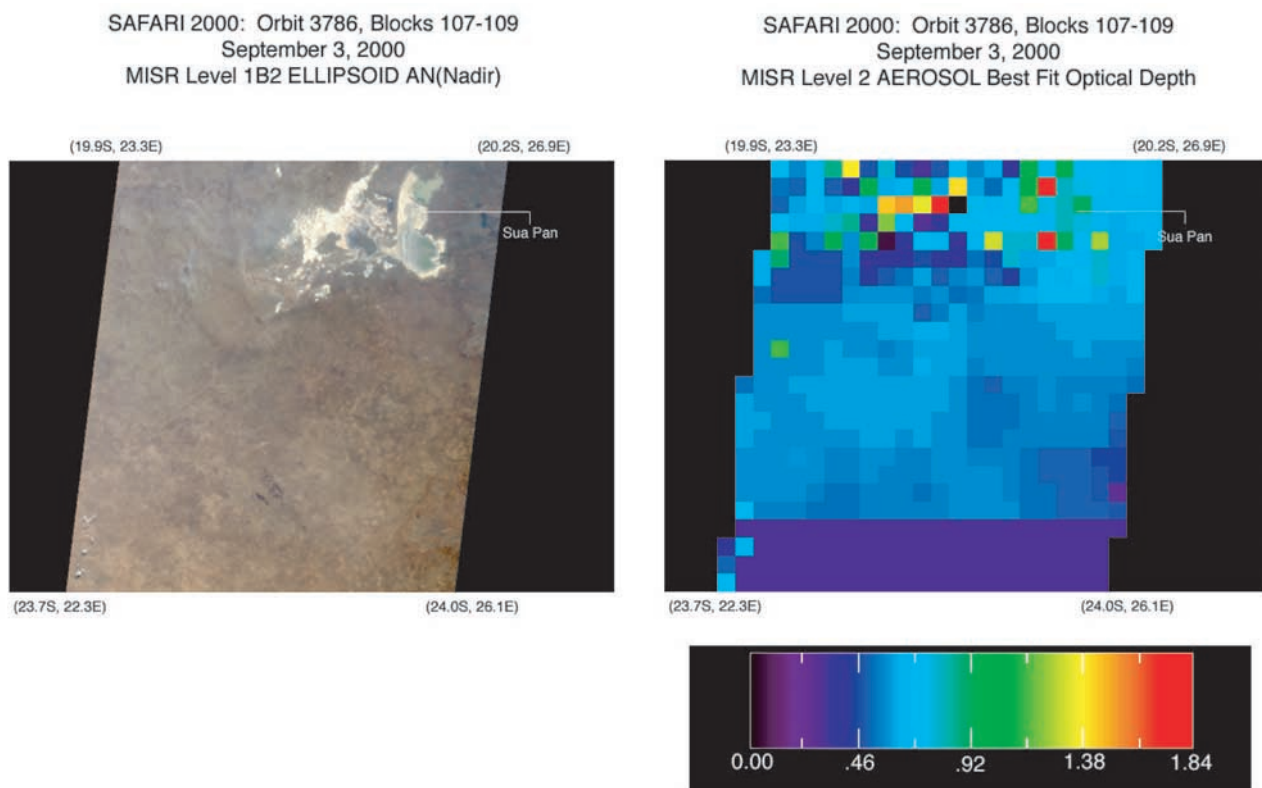 SAFARI 2000: Orbit 3786, Blocks 107-109
September 3, 2000
MISR Level 1B2 ELLIPSOID AN(Nadir)
(19.9S, 23.3E)
(20.2S, 26.9E)
Sua Pan
(23.7S, 22.3E)
(24.0S, 26.1E)
SAFARI 2000: Orbit 3786, Blocks 107-109
September 3, 2000
MISR Level 2 AEROSOL Best Fit Optical Depth
(19.9S, 23.3E)
(20.2S, 26.9E)
Sua Pan
(23.7S, 22.3E)
(24.0S, 26.1E)
0.00 .46 .92 1.38 1.84